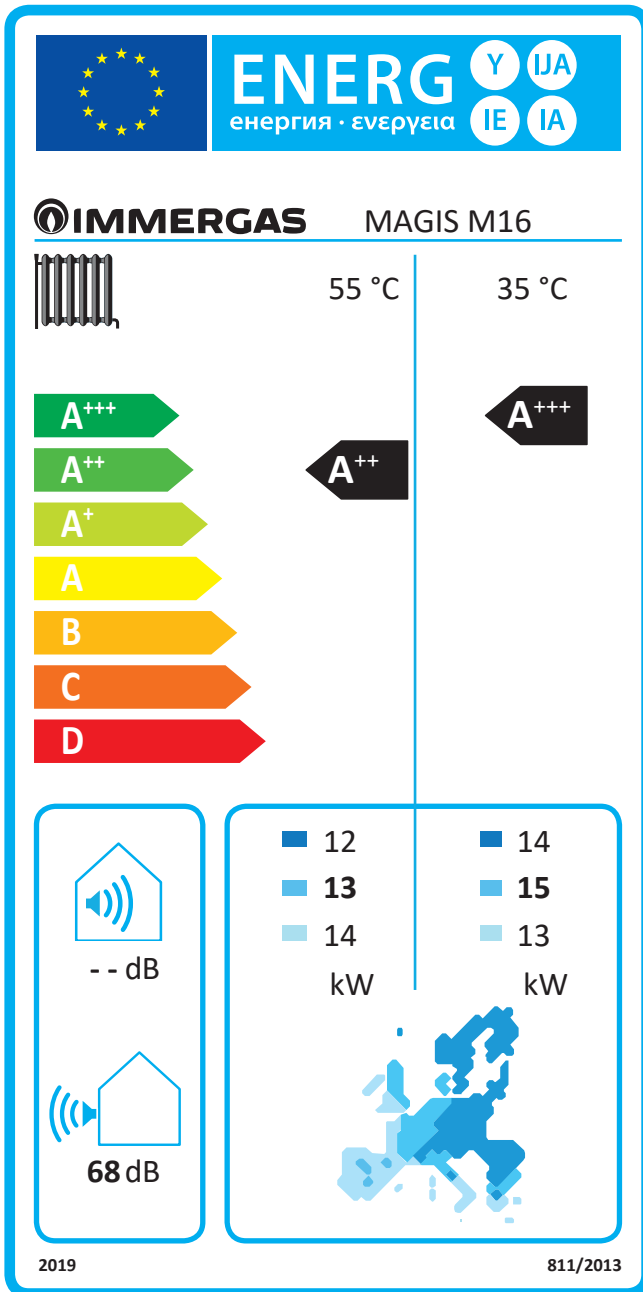 ENERG Y IJA
енергия · ενεργεια IE IA
IMMERGAS MAGIS M16
55 °C 35 °C
A+++ A+++
A++ A++
A+
A
B
C
D
12 14
13 15
14 13
kW kW
-- dB
68 dB
2019 811/2013